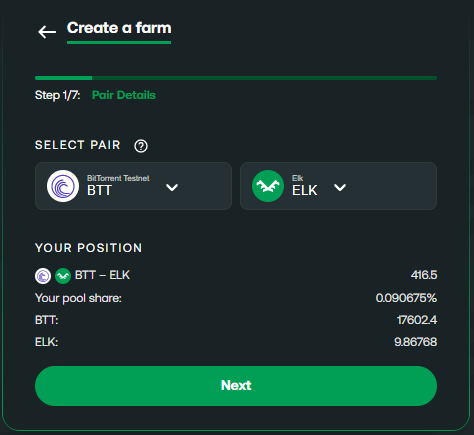 Create a farm
Step 1/7: Pair Details
SELECT PAIR ?
BitTorrent Testnet
BTT
Elk
ELK
YOUR POSITION
BTT – ELK 416.5
Your pool share: 0.090675%
BTT: 17602.4
ELK: 9.86768
Next